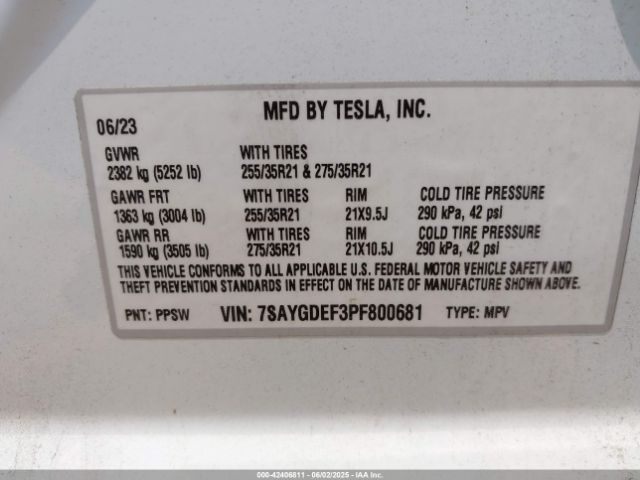 MFD BY TESLA, INC.
06/23
GVWR WITH TIRES
2382 kg (5252 lb) 255/35R21 & 275/35R21
GAWR FRT WITH TIRES RIM COLD TIRE PRESSURE
1363 kg (3004 lb) 255/35R21 21X9.5J 290 kPa, 42 psi
GAWR RR WITH TIRES RIM COLD TIRE PRESSURE
1590 kg (3505 lb) 275/35R21 21X10.5J 290 kPa, 42 psi
THIS VEHICLE CONFORMS TO ALL APPLICABLE U.S. FEDERAL MOTOR VEHICLE SAFETY AND
THEFT PREVENTION STANDARDS IN EFFECT ON THE DATE OF MANUFACTURE SHOWN ABOVE.
PNT: PPSW VIN: 7SAYGDEF3PF800681 TYPE: MPV
000-42406811 - 06/02/2025 - IAAI.COM